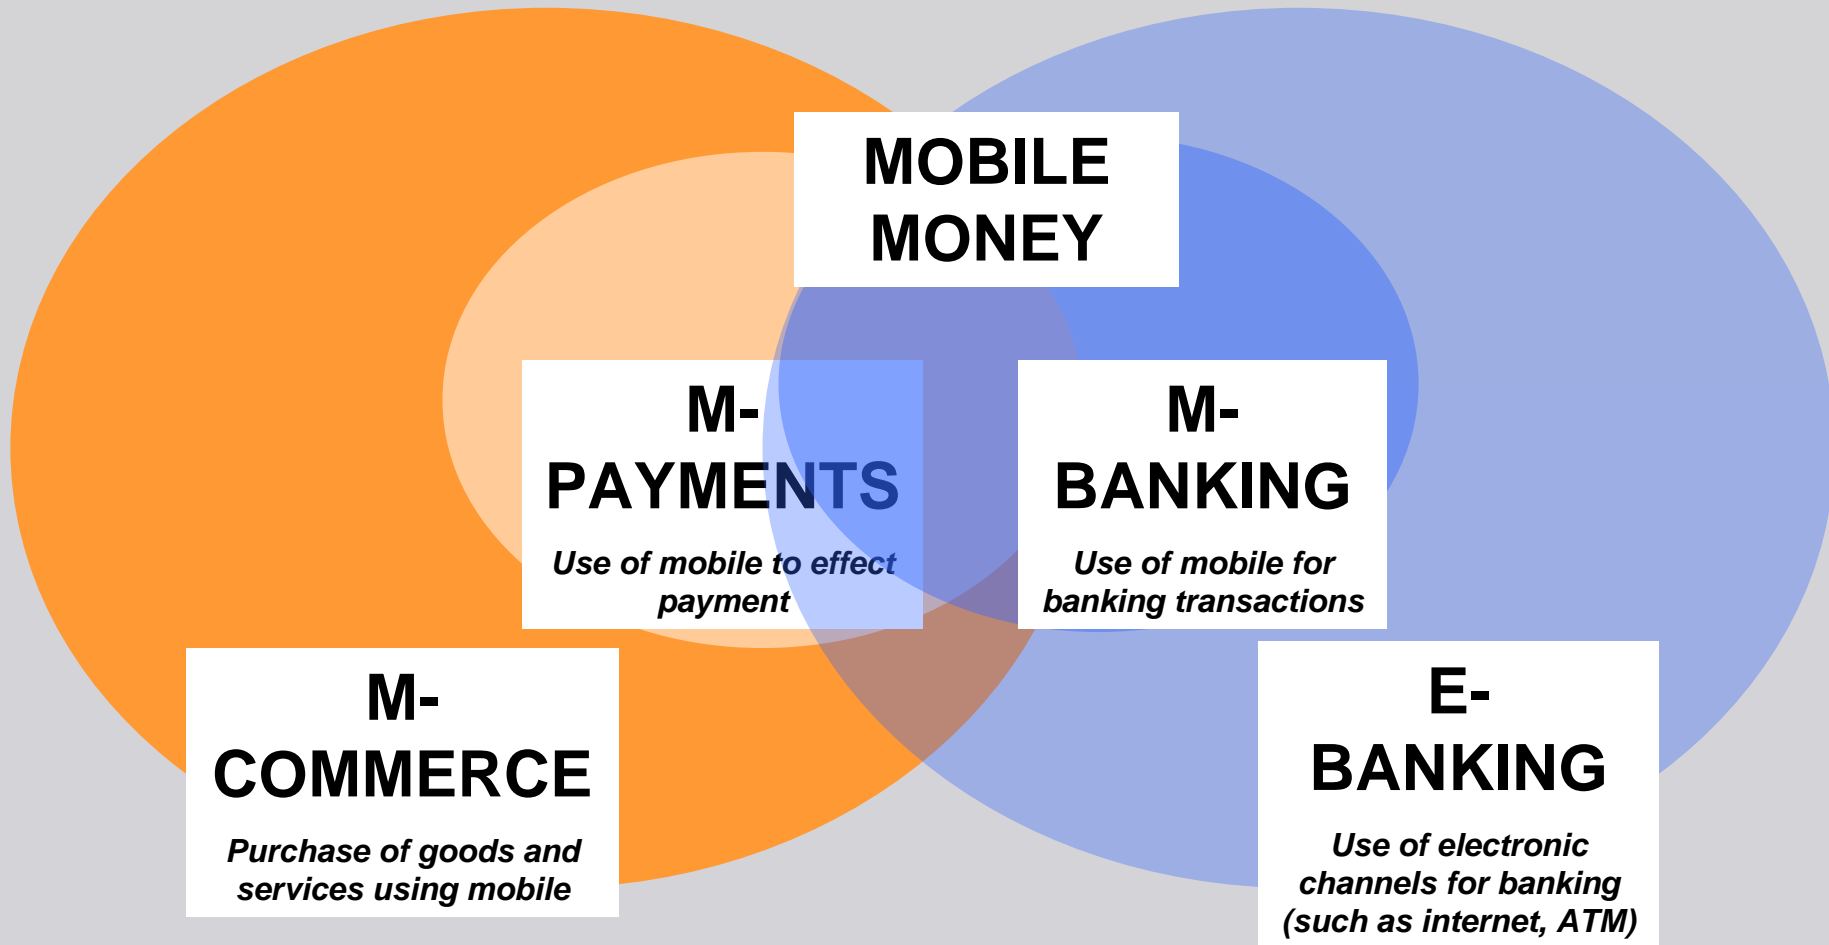 MOBILE
MONEY
M-
PAYMENTS
Use of mobile to effect
payment
M-
BANKING
Use of mobile for
banking transactions
M-
COMMERCE
Purchase of goods and
services using mobile
E-
BANKING
Use of electronic
channels for banking
(such as internet, ATM)